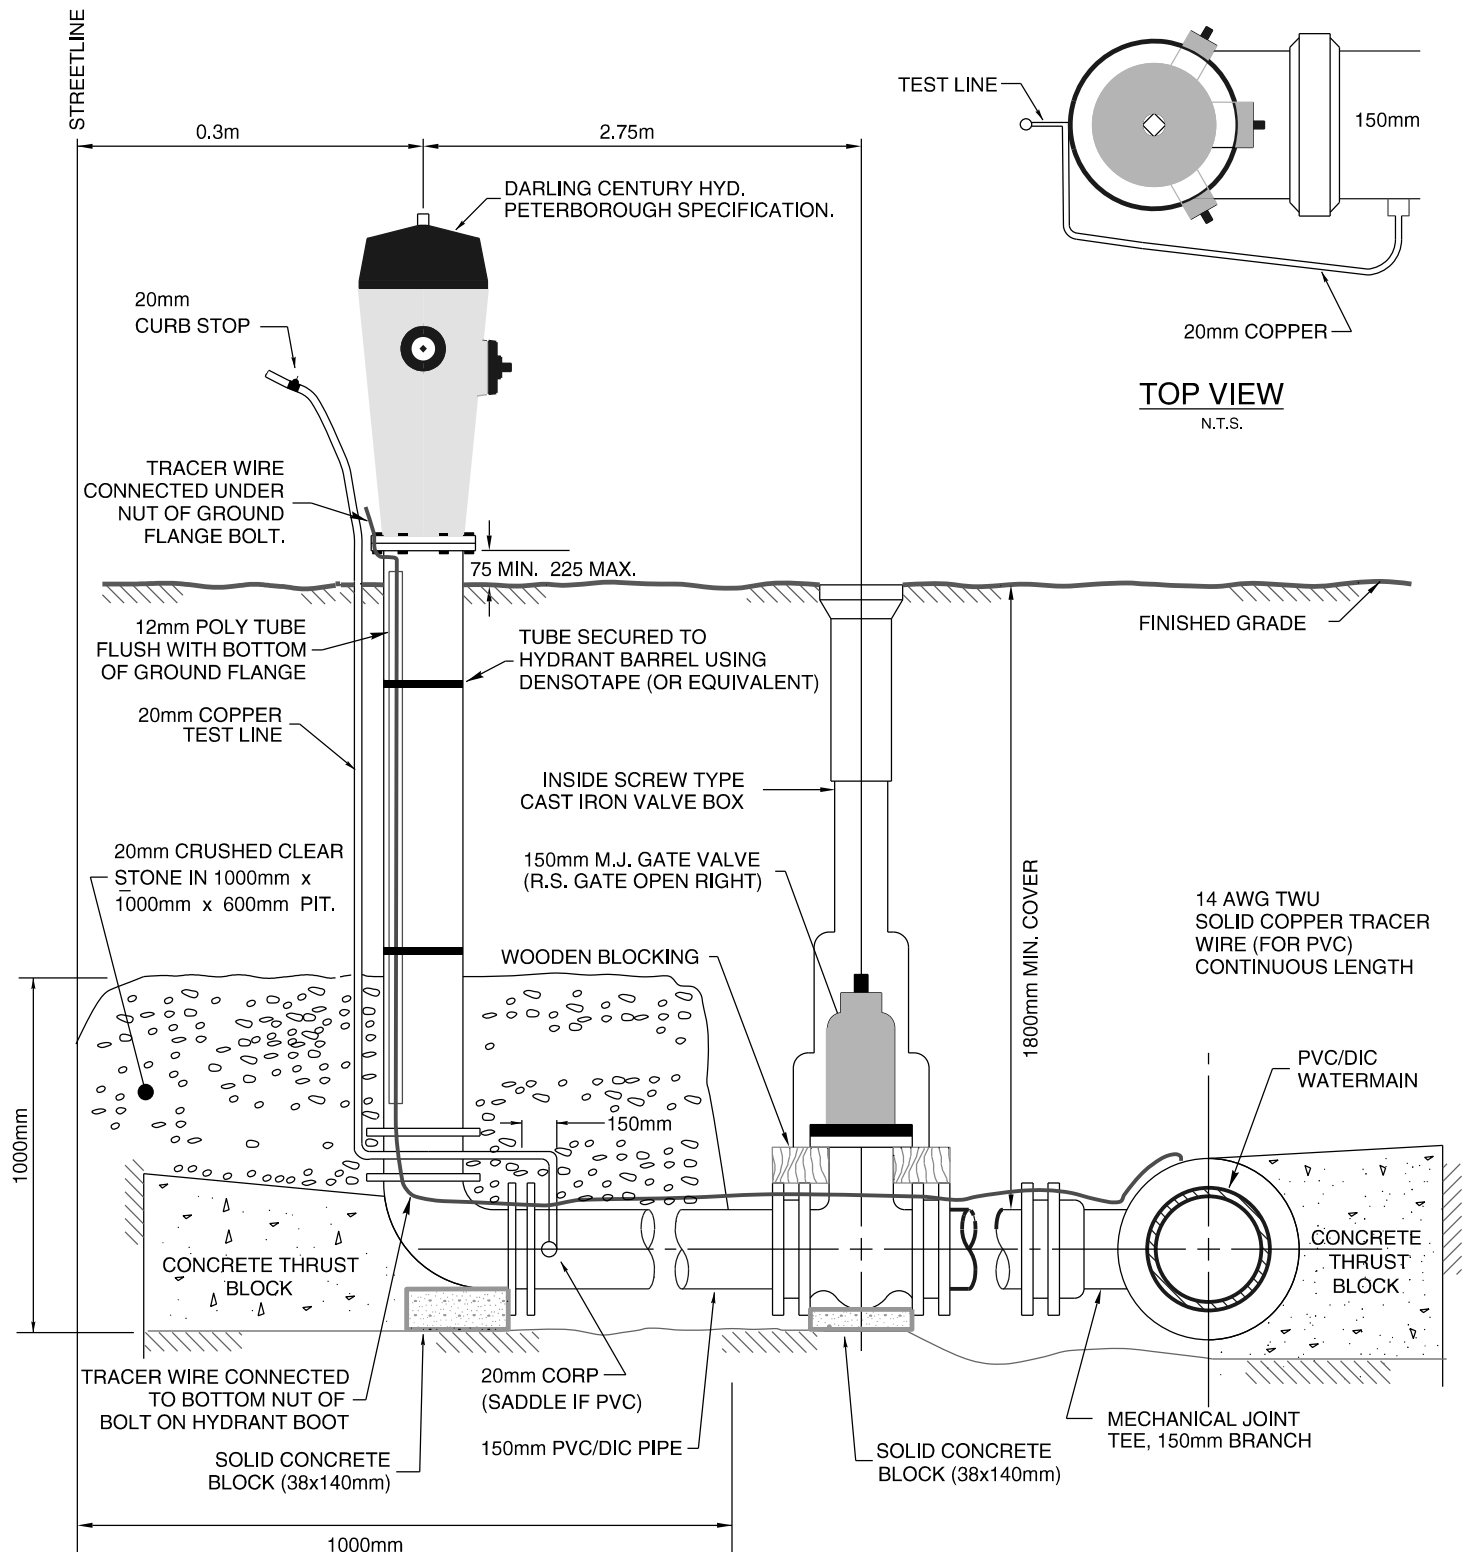 STREETLINE
0.3m
2.75m
DARLING CENTURY HYD.
PETERBOROUGH SPECIFICATION.
TEST LINE
150mm
20mm COPPER
TOP VIEW
N.T.S.
20mm
CURB STOP
TRACER WIRE
CONNECTED UNDER
NUT OF GROUND
FLANGE BOLT.
75 MIN. 225 MAX.
FINISHED GRADE
12mm POLY TUBE
FLUSH WITH BOTTOM
OF GROUND FLANGE
TUBE SECURED TO
HYDRANT BARREL USING
DENSOTAPE (OR EQUIVALENT)
20mm COPPER
TEST LINE
INSIDE SCREW TYPE
CAST IRON VALVE BOX
20mm CRUSHED CLEAR
STONE IN 1000mm x
1000mm x 600mm PIT.
150mm M.J. GATE VALVE
(R.S. GATE OPEN RIGHT)
WOODEN BLOCKING
1800mm MIN. COVER
14 AWG TWU
SOLID COPPER TRACER
WIRE (FOR PVC)
CONTINUOUS LENGTH
PVC/DIC
WATERMAIN
1000mm
150mm
CONCRETE THRUST
BLOCK
CONCRETE
THRUST
BLOCK
TRACER WIRE CONNECTED
TO BOTTOM NUT OF
BOLT ON HYDRANT BOOT
20mm CORP
(SADDLE IF PVC)
150mm PVC/DIC PIPE
SOLID CONCRETE
BLOCK (38x140mm)
SOLID CONCRETE
BLOCK (38x140mm)
MECHANICAL JOINT
TEE, 150mm BRANCH
1000mm